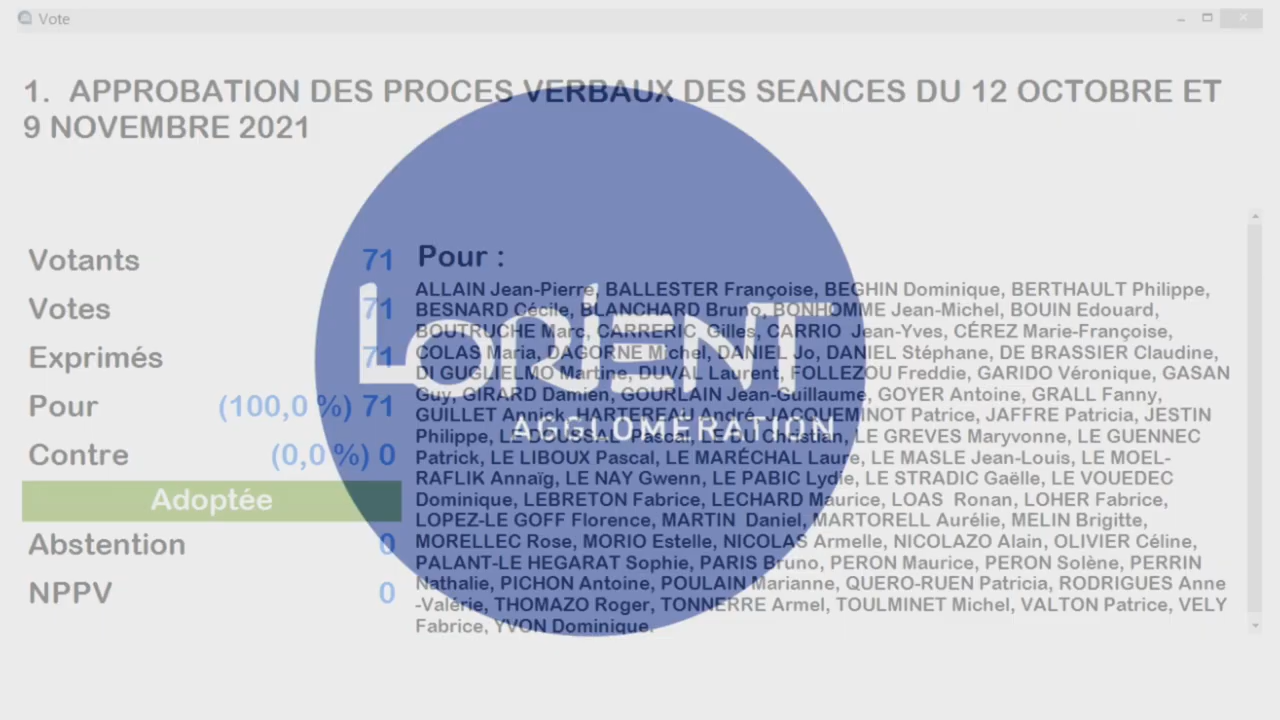 Vote
1. APPROBATION DES PROCES VERBAUX DES SEANCES DU 12 OCTOBRE ET
9 NOVEMBRE 2021
Votants 71
Votes 71
Exprimés 71
Pour (100,0 %) 71
Contre (0,0 %) 0
Adoptée
Abstention 0
NPPV 0
Pour :
ALLAIN Jean-Pierre, BALLESTER Françoise, BEGHIN Dominique, BERTHAULT Philippe,
BESNARD Cécile, BLANCHARD Bruno, BONHOMME Jean-Michel, BOUIN Edouard,
BOUTRUCHE Marc, CARRERIC Gilles, CARRIO Jean-Yves, CÉREZ Marie-Françoise,
COLAS Maria, DAGORNE Michel, DANIEL Jo, DANIEL Stéphane, DE BRASSIER Claudine,
DI GUGLIELMO Martine, DUVAL Laurent, FOLLEZOU Freddie, GARIDO Véronique, GASAN
Guy, GIRARD Damien, GOURLAIN Jean-Guillaume, GOYER Antoine, GRALL Fanny,
GUILLET Annick, HARTEREAU André, JACQUEMINOT Patrice, JAFFRE Patricia, JESTIN
Philippe, LE DOUSSAL Pascal, LE AU Christian, LE GREVES Maryvonne, LE GUENNEC
Patrick, LE LIBOUX Pascal, LE MARÉCHAL Laure, LE MASLE Jean-Louis, LE MOEL-
RAFLIK Annaïg, LE NAY Gwenn, LE PABIC Lydie, LE STRADIC Gaëlle, LE VOUEDEC
Dominique, LEBRETON Fabrice, LECHARD Maurice, LOAS Ronan, LOHER Fabrice,
LOPEZ-LE GOFF Florence, MARTIN Daniel, MARTORELL Aurélie, MELIN Brigitte,
MORELLEC Rose, MORIO Estelle, NICOLAS Armelle, NICOLAZO Alain, OLIVIER Céline,
PALANT-LE HEGARAT Sophie, PARIS Bruno, PERON Maurice, PERON Solène, PERRIN
Nathalie, PICHON Antoine, POULAIN Marianne, QUERO-RUEN Patricia, RODRIGUES Anne
-Valérie, THOMAZO Roger, TONNERRE Armel, TOULMINET Michel, VALTON Patrice, VELY
Fabrice, YVON Dominique.
LORIENT
AGGLOMÉRATION